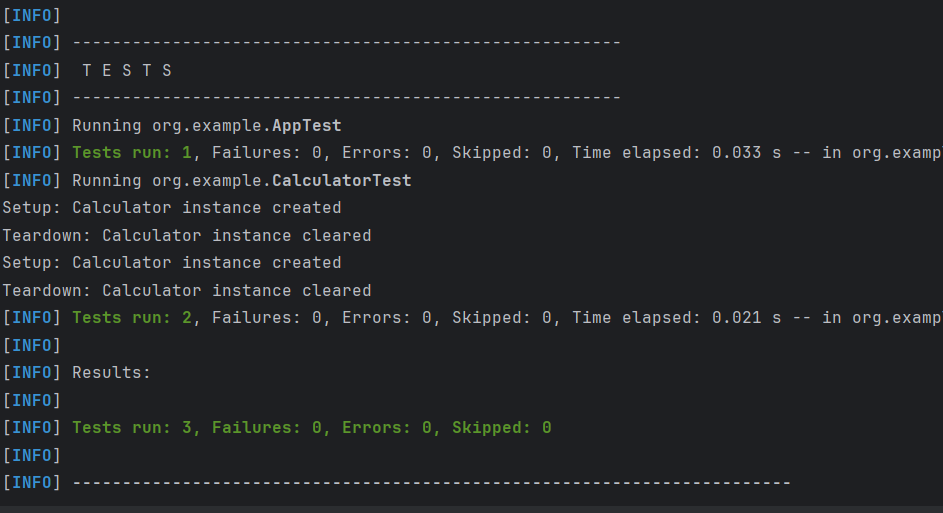 [INFO]
[INFO] -------------------------------------------------------
[INFO]  T E S T S
[INFO] -------------------------------------------------------
[INFO] Running org.example.AppTest
[INFO] Tests run: 1, Failures: 0, Errors: 0, Skipped: 0, Time elapsed: 0.033 s -- in org.examp
[INFO] Running org.example.CalculatorTest
Setup: Calculator instance created
Teardown: Calculator instance cleared
Setup: Calculator instance created
Teardown: Calculator instance cleared
[INFO] Tests run: 2, Failures: 0, Errors: 0, Skipped: 0, Time elapsed: 0.021 s -- in org.examp
[INFO]
[INFO] Results:
[INFO]
[INFO] Tests run: 3, Failures: 0, Errors: 0, Skipped: 0
[INFO]
[INFO] ------------------------------------------------------------------------